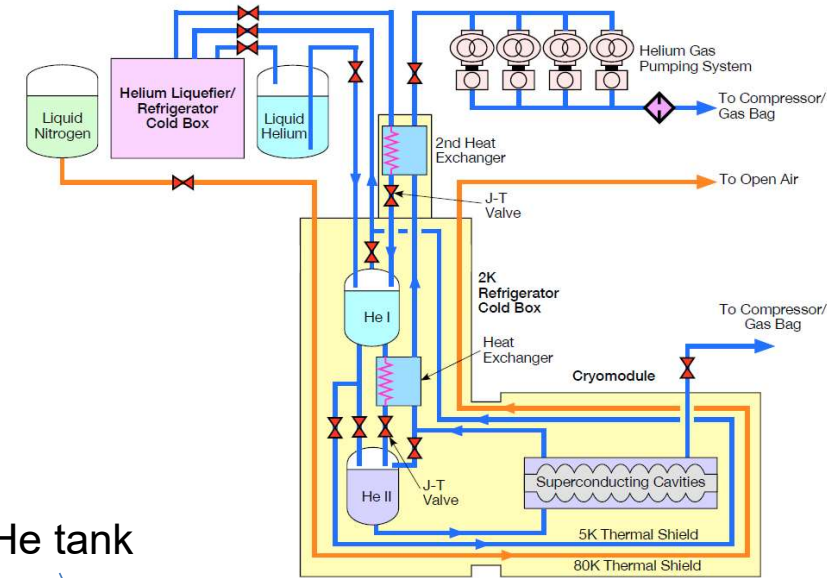 Helium Gas
Pumping System
To Compressor/
Gas Bag
Liquid
Nitrogen
Helium Liquefier/
Refrigerator
Cold Box
Liquid
Helium
2nd Heat
Exchanger
To Open Air
J-T
Valve
2K
Refrigerator
Cold Box
He I
To Compressor/
Gas Bag
Heat
Exchanger
Cryomodule
He II
J-T
Valve
Superconducting Cavities
5K Thermal Shield
80K Thermal Shield
He tank